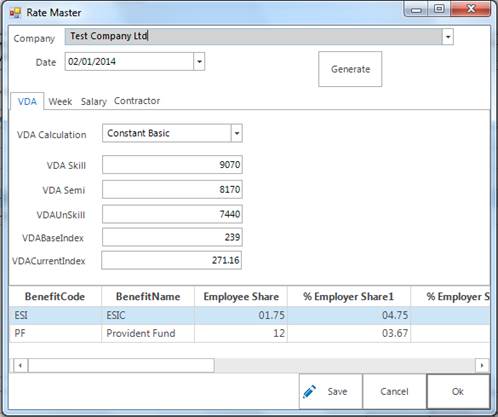 Rate Master
Company Test Company Ltd
Date 02/01/2014 Generate
VDA Week Salary Contractor
VDA Calculation Constant Basic
VDA Skill 9070
VDA Semi 8170
VDAUnSkill 7440
VDABaseIndex 239
VDACurrentIndex 271.16
BenefitCode BenefitName Employee Share % Employer Share1 % Employer S
ESI ESIC 01.75 04.75
PF Provident Fund 12 03.67
Save Cancel Ok